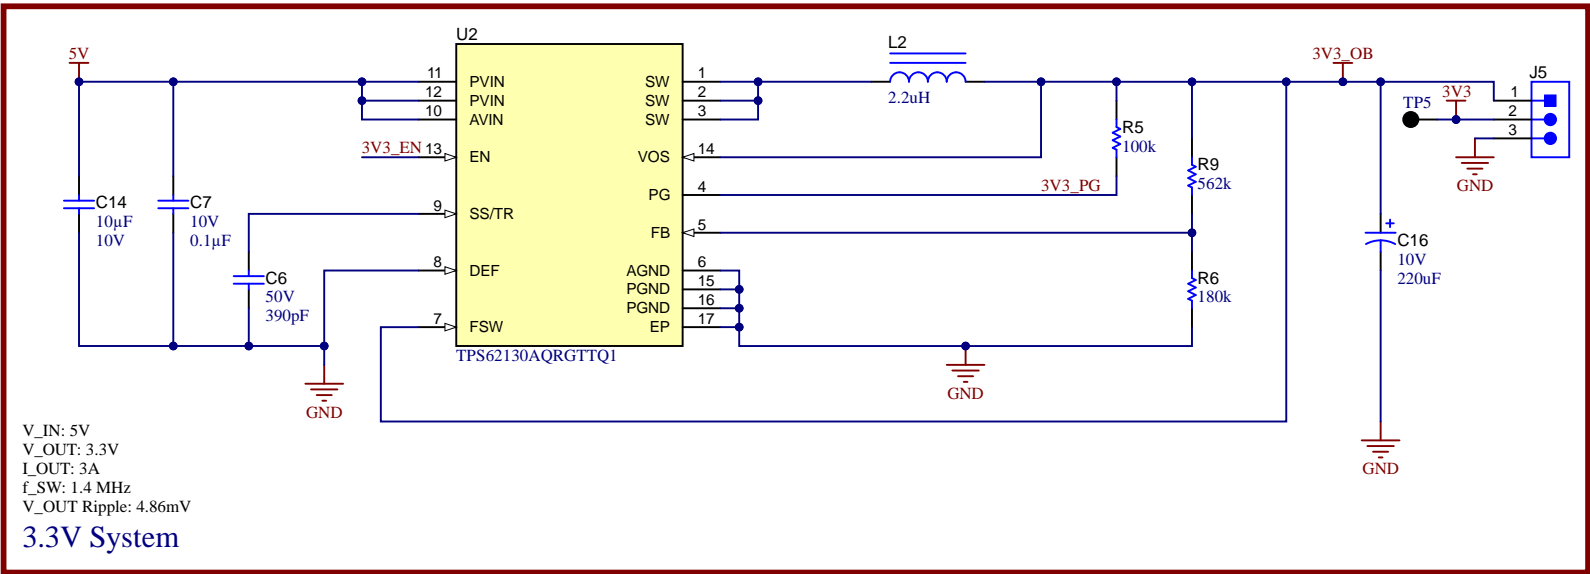 5V
U2
11 PVIN
12 PVIN
10 AVIN
3V3_EN 13 EN
9 SS/TR
8 DEF
7 FSW
SW 1
SW 2
SW 3
VOS 14
PG 4
FB 5
AGND 6
PGND 15
PGND 16
EP 17
TPS62130AQRGTTQ1
C14
10µF
10V
C7
10V
0.1µF
C6
50V
390pF
GND
L2
2.2uH
R5
100k
3V3_PG
R9
562k
R6
180k
GND
3V3_OB
C16
10V
220uF
GND
TP5
3V3
J5
1
2
3
GND
V_IN: 5V
V_OUT: 3.3V
I_OUT: 3A
f_SW: 1.4 MHz
V_OUT Ripple: 4.86mV
3.3V System